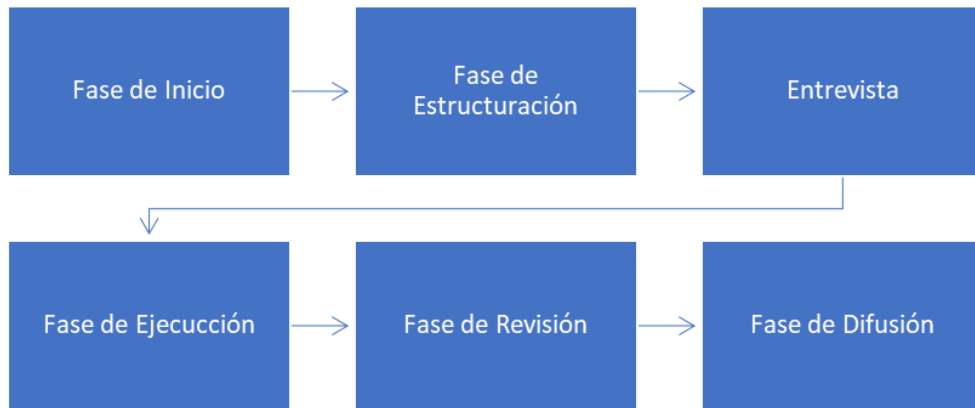 Fase de Inicio
Fase de
Estructuración
Entrevista
Fase de Ejecucción
Fase de Revisión
Fase de Difusión